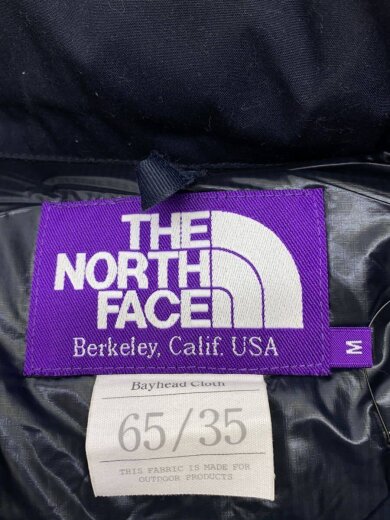 THE
NORTH
FACE
Berkeley, Calif. USA
M
Bayhead Cloth
65/35
THIS FABRIC IS MADE FOR
OUTDOOR PRODUCTS